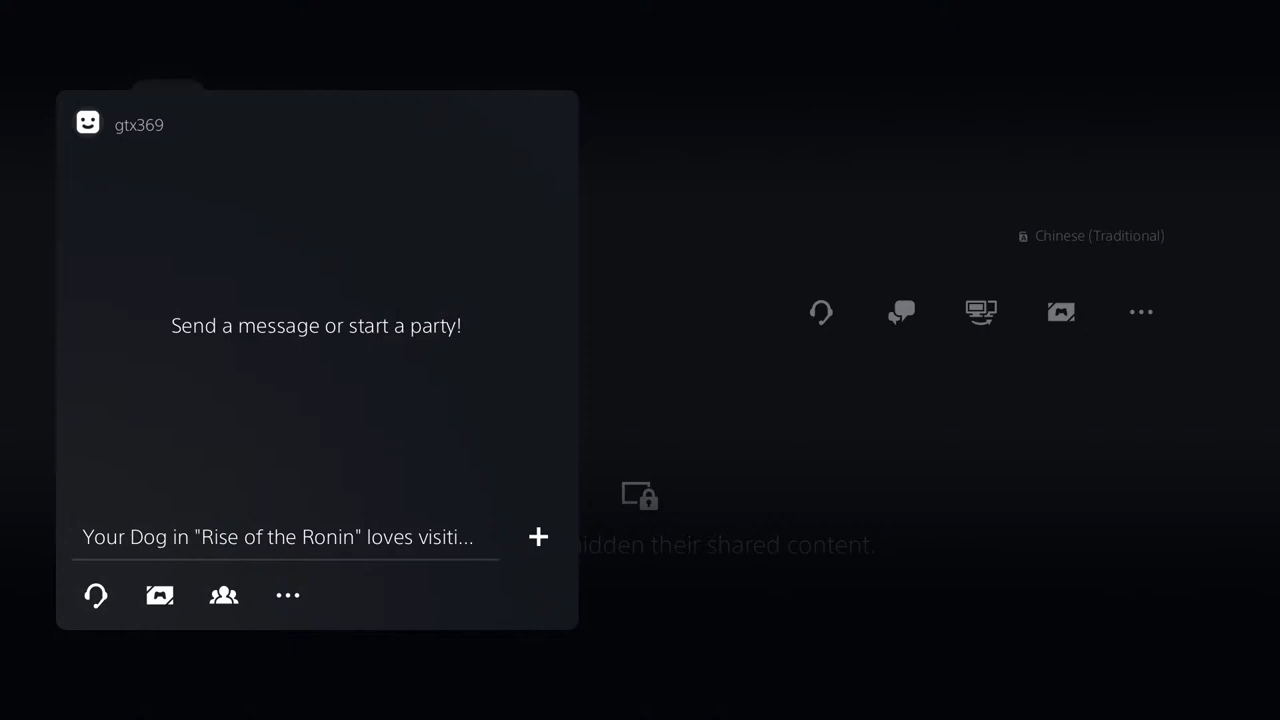 gtx369
Chinese (Traditional)
Send a message or start a party!
Your Dog in "Rise of the Ronin" loves visiti...
hidden their shared content.